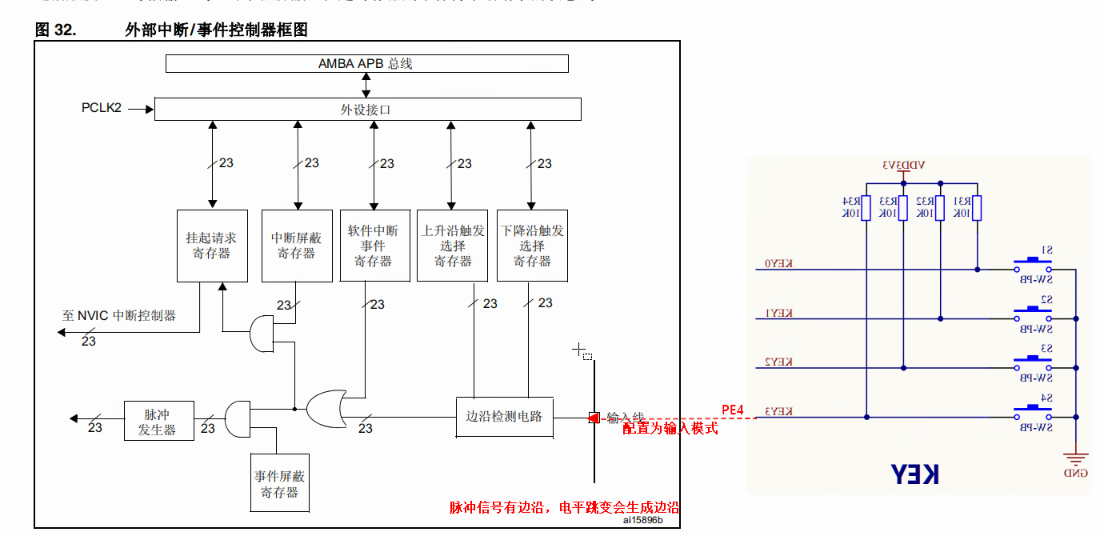 图 32. 外部中断/事件控制器框图
AMBA APB 总线
PCLK2
外设接口
23
23
23
23
23
挂起请求
寄存器
中断屏蔽
寄存器
软件中断
事件
寄存器
上升沿触发
选择
寄存器
下降沿触发
选择
寄存器
至 NVIC 中断控制器
23
23
23
23
23
脉冲
发生器
23
23
23
边沿检测电路
输入线
事件屏蔽
寄存器
PE4
配置为输入模式
脉冲信号有边沿，电平跳变会生成边沿
ai15896b
VDD3V3
R34
10K
R33
10K
R32
10K
R31
10K
KEY0
S1
SW-PB
KEY1
S2
SW-PB
KEY2
S3
SW-PB
KEY3
S4
SW-PB
KEY
GND